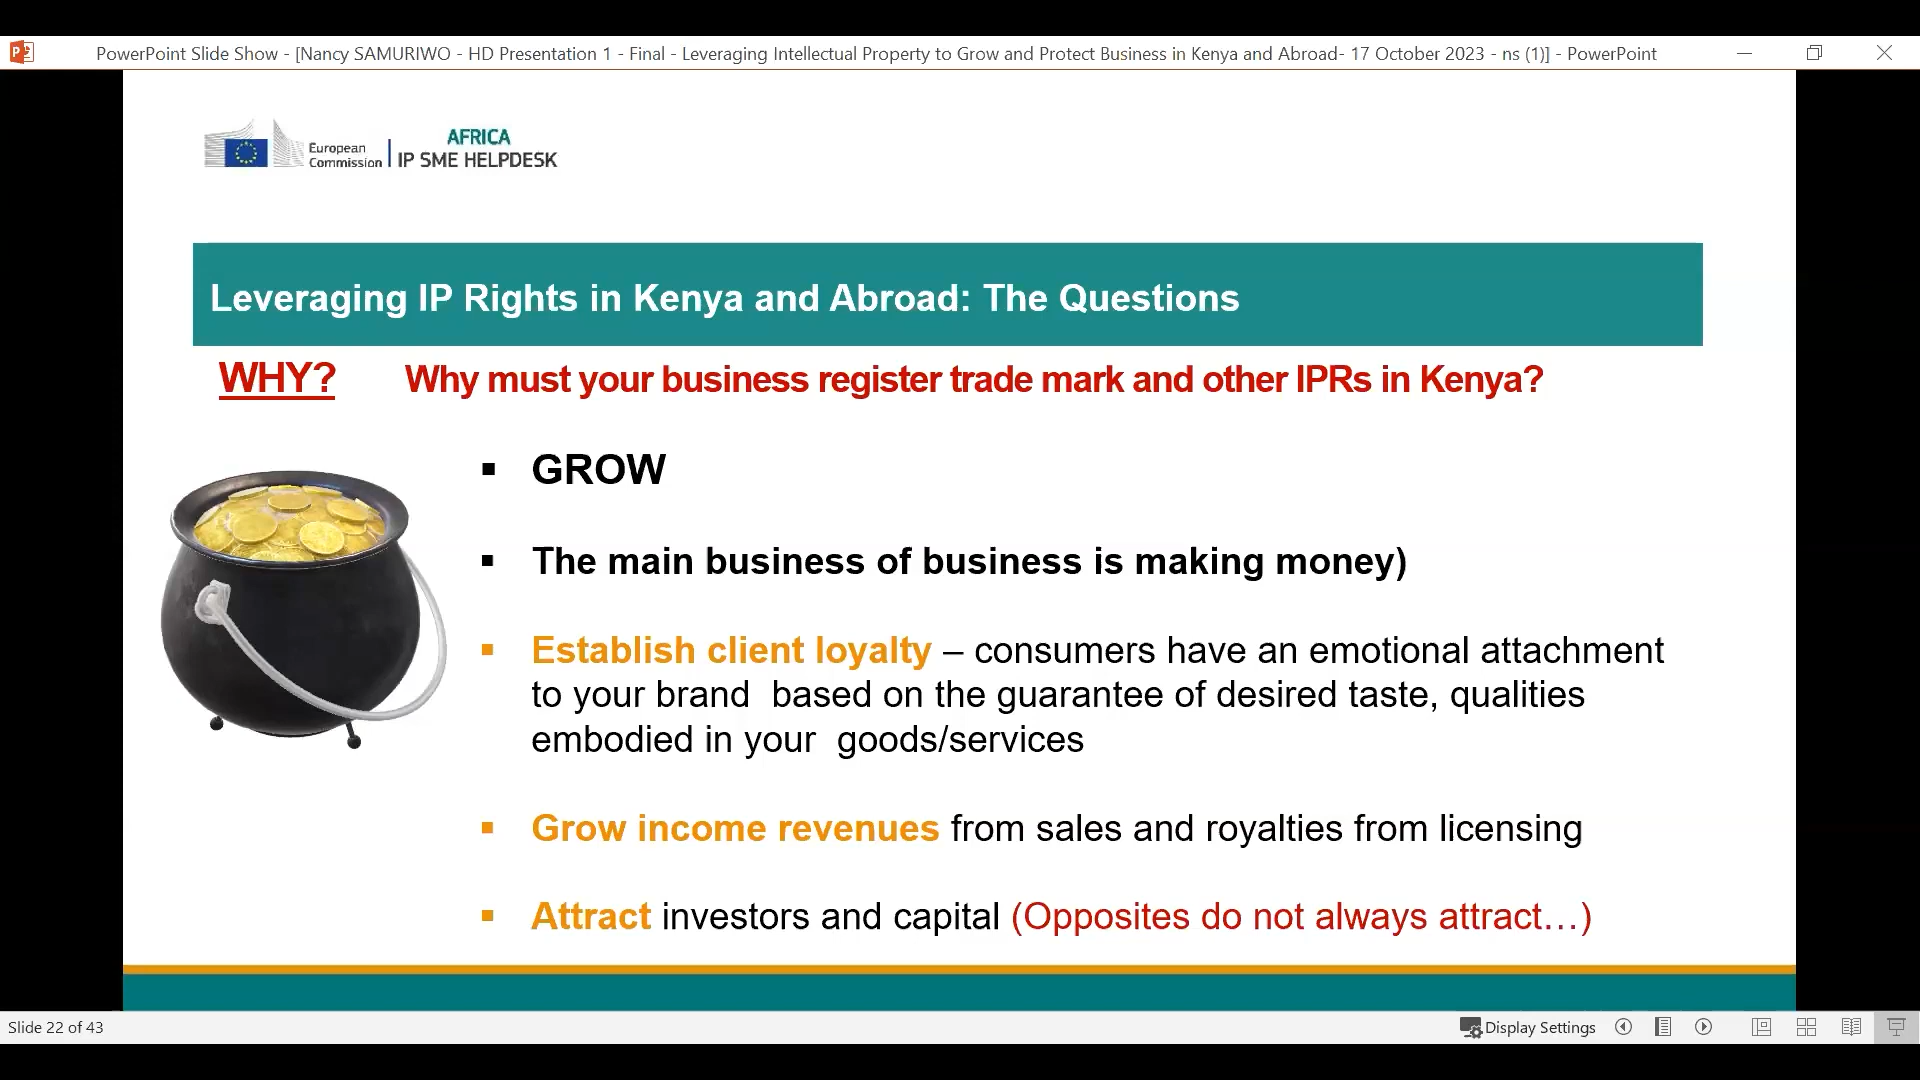 PowerPoint Slide Show - [Nancy SAMURIWO - HD Presentation 1 - Final - Leveraging Intellectual Property to Grow and Protect Business in Kenya and Abroad- 17 October 2023 - ns (1)] - PowerPoint
European
Commission
AFRICA
IP SME HELPDESK
Leveraging IP Rights in Kenya and Abroad: The Questions
WHY? Why must your business register trade mark and other IPRs in Kenya?
▪ GROW
▪ The main business of business is making money)
▪ Establish client loyalty – consumers have an emotional attachment
to your brand  based on the guarantee of desired taste, qualities
embodied in your  goods/services
▪ Grow income revenues from sales and royalties from licensing
▪ Attract investors and capital (Opposites do not always attract…)
Slide 22 of 43
Display Settings